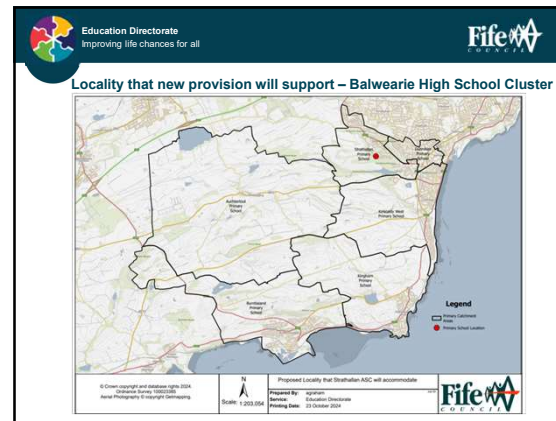 Education Directorate
Improving life chances for all
Fife
COUNCIL
Locality that new provision will support – Balwearie High School Cluster
Strathallan
Primary
School
Auchtertool
Primary
School
Kirkcaldy West
Primary School
Kinghorn
Primary
School
Burntisland
Primary
School
Legend
Primary Catchment
Areas
Primary School Location
© Crown copyright and database rights 2024
Ordnance Survey 100023385
Aerial Photography © copyright Getmapping.
N
Scale: 1:203,054
Proposed Locality that Strathallan ASC will accommodate
Prepared By: agraham
Service: Education Directorate
Printing Date: 23 October 2024
Fife
COUNCIL